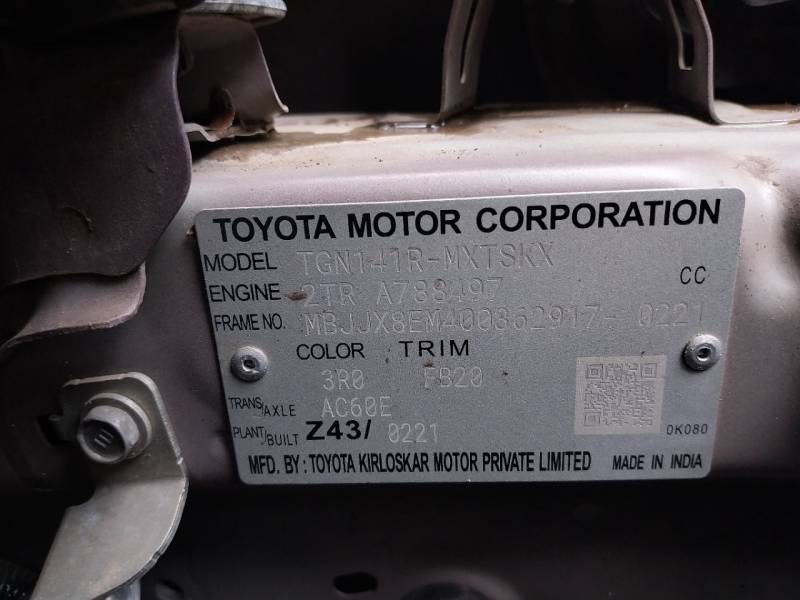 TOYOTA MOTOR CORPORATION
MODEL TGN141R-MXTSKX
ENGINE 2TR A788497 CC
FRAME NO. MBJJX8EM400362917- 0221
COLOR TRIM
3R0 FB20
TRANS/AXLE AC60E
PLANT/BUILT Z43/ 0221
0K080
MFD. BY: TOYOTA KIRLOSKAR MOTOR PRIVATE LIMITED MADE IN INDIA